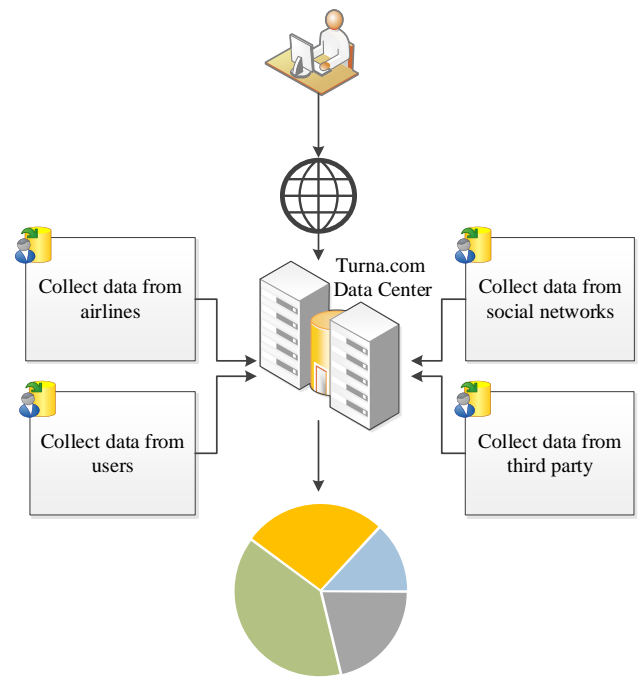 Turna.com
Data Center
Collect data from
airlines
Collect data from
social networks
Collect data from
users
Collect data from
third party